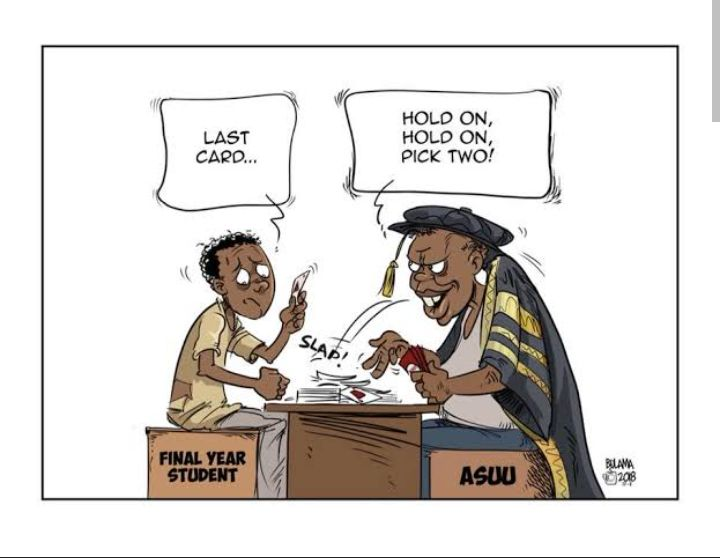 LAST
CARD...
HOLD ON,
HOLD ON,
PICK TWO!
SLAP!
FINAL YEAR
STUDENT
ASUU
BULAMA
2018